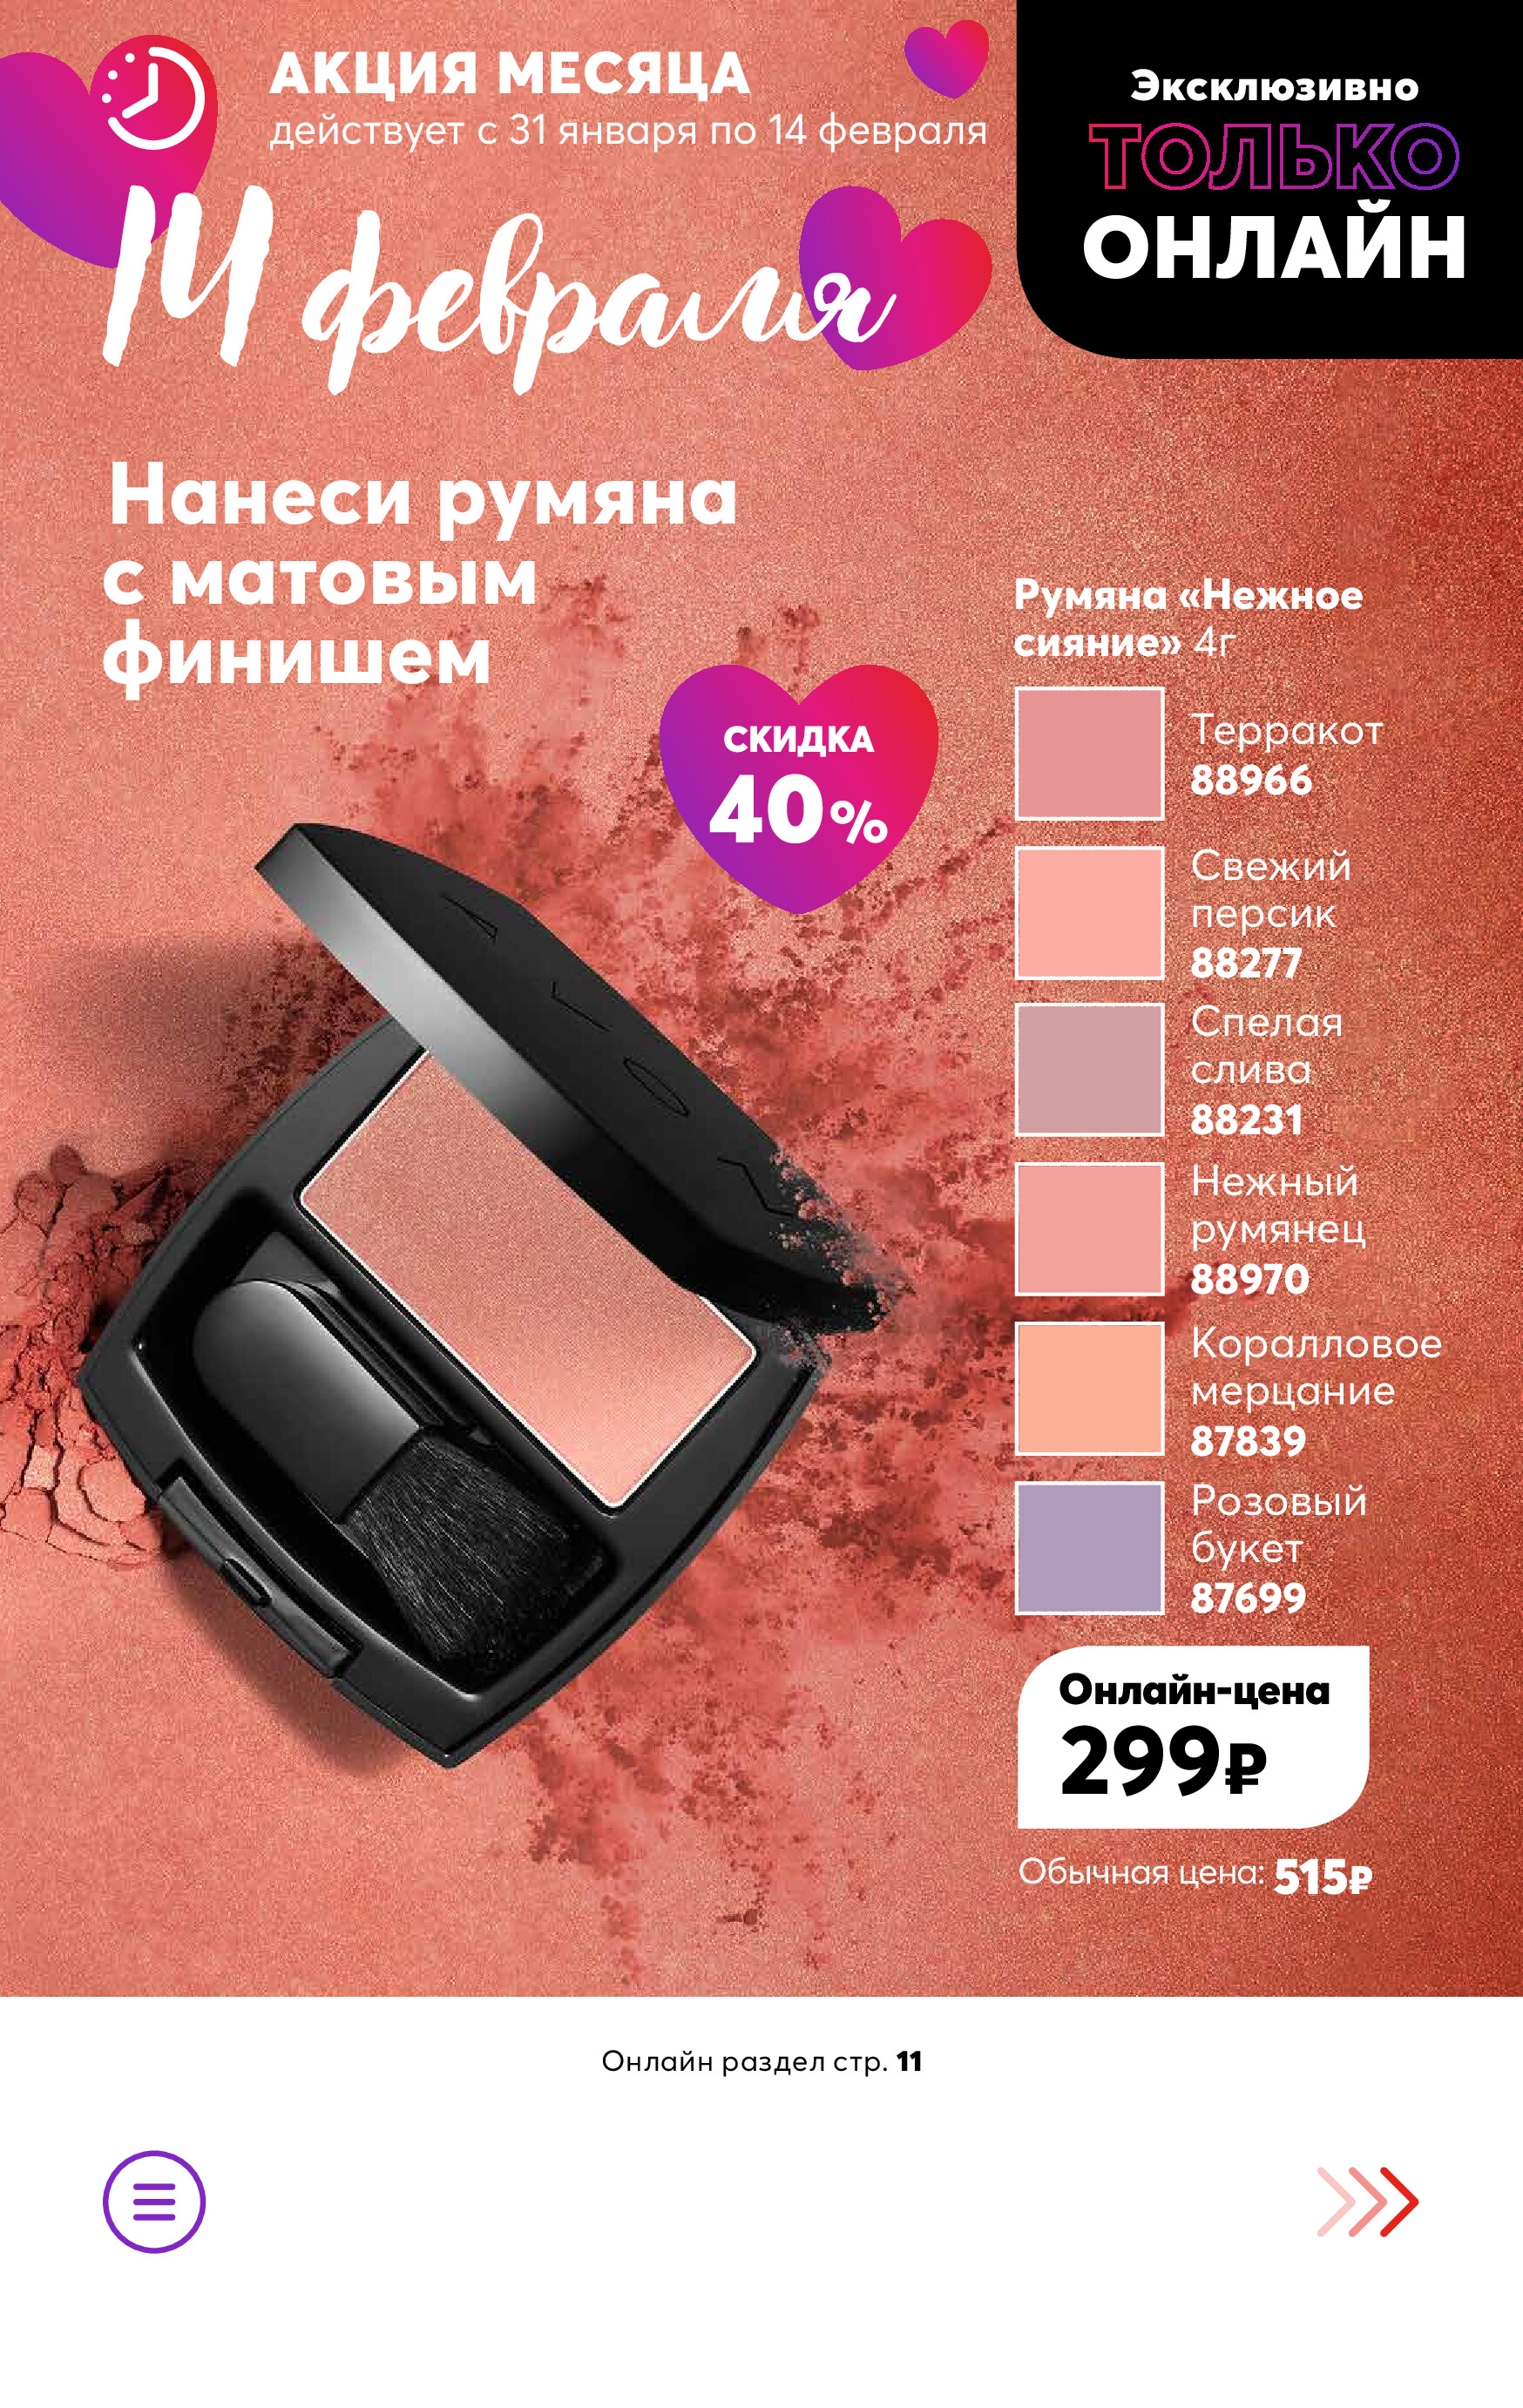 АКЦИЯ МЕСЯЦА
действует с 31 января по 14 февраля
14 февраля
Эксклюзивно
ТОЛЬКО
ОНЛАЙН
Нанеси румяна
с матовым
финишем
СКИДКА
40%
AVON
Румяна «Нежное
сияние» 4г
Терракот
88966
Свежий
персик
88277
Спелая
слива
88231
Нежный
румянец
88970
Коралловое
мерцание
87839
Розовый
букет
87699
Онлайн-цена
299₽
Обычная цена: 515₽
Онлайн раздел стр. 11